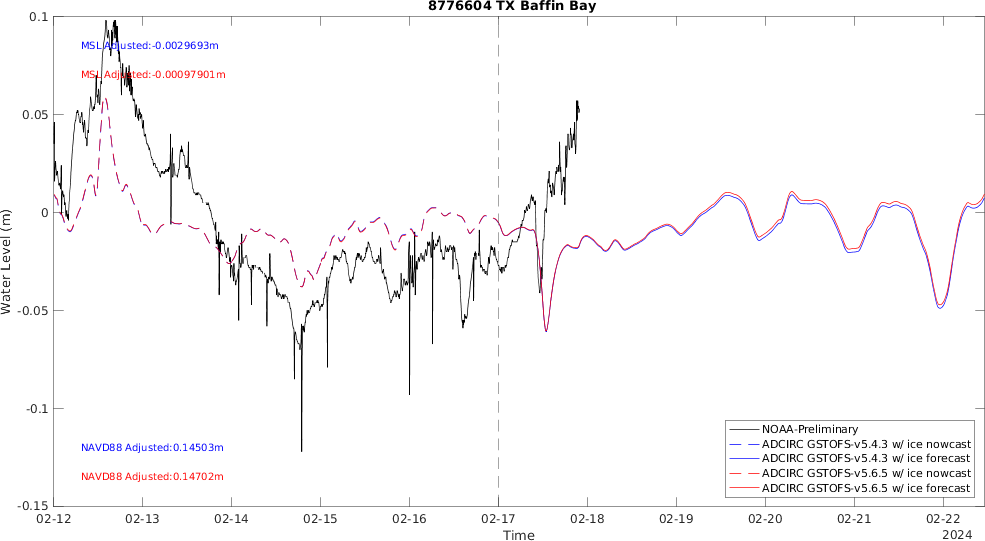 8776604 TX Baffin Bay
0.1
0.05
0
-0.05
-0.1
-0.15
Water Level (m)
MSL Adjusted:-0.0029693m
MSL Adjusted:-0.00097901m
NAVD88 Adjusted:0.14503m
NAVD88 Adjusted:0.14702m
NOAA-Preliminary
ADCIRC GSTOFS-v5.4.3 w/ ice nowcast
ADCIRC GSTOFS-v5.4.3 w/ ice forecast
ADCIRC GSTOFS-v5.6.5 w/ ice nowcast
ADCIRC GSTOFS-v5.6.5 w/ ice forecast
02-12 02-13 02-14 02-15 02-16 02-17 02-18 02-19 02-20 02-21 02-22
2024
Time